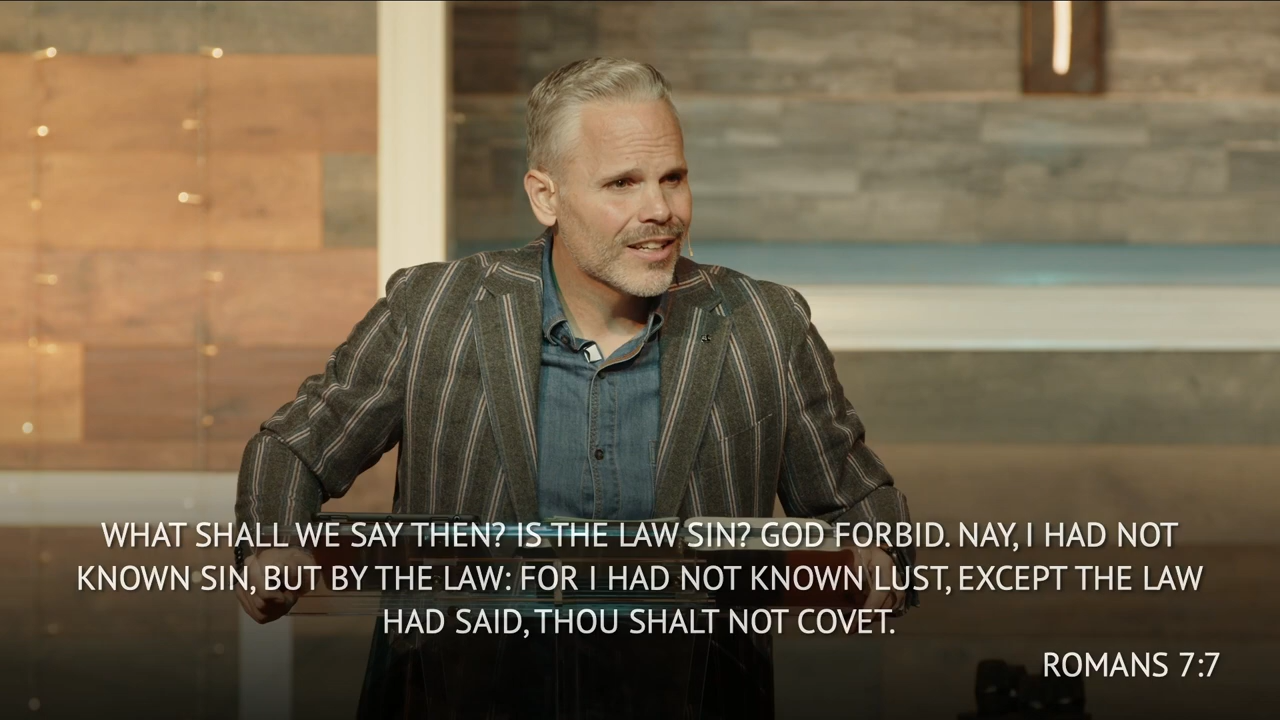 WHAT SHALL WE SAY THEN? IS THE LAW SIN? GOD FORBID. NAY, I HAD NOT
KNOWN SIN, BUT BY THE LAW: FOR I HAD NOT KNOWN LUST, EXCEPT THE LAW
HAD SAID, THOU SHALT NOT COVET.
ROMANS 7:7